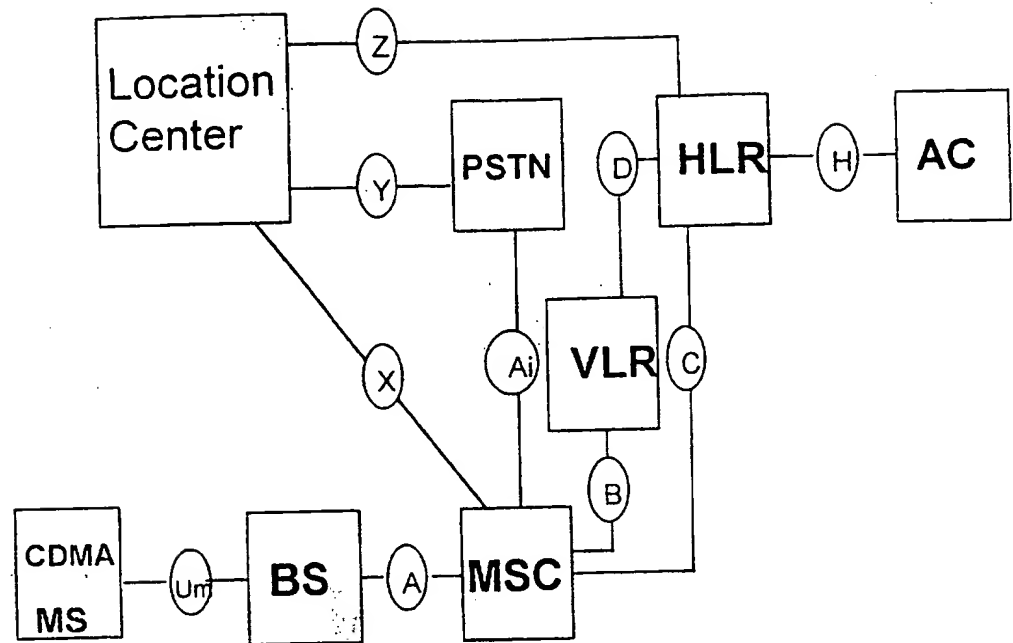 Location
Center
Z
Y
PSTN
D
HLR
H
AC
X
Ai
VLR
C
B
CDMA
MS
Um
BS
A
MSC